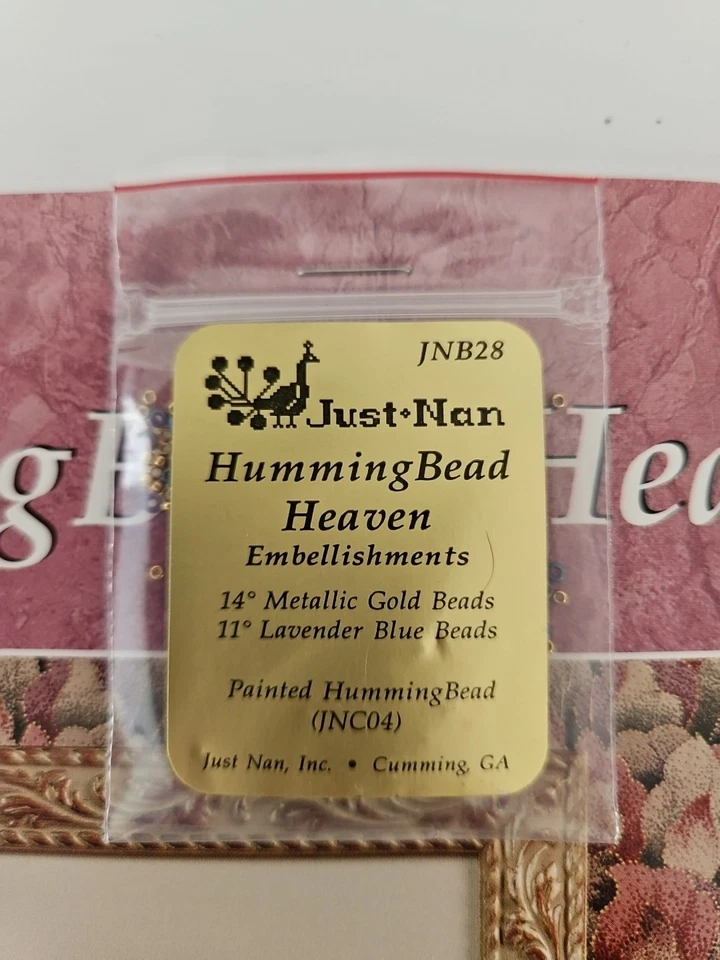 JNB28
Just•Nan
HummingBead
Heaven
Embellishments
14° Metallic Gold Beads
11° Lavender Blue Beads
Painted HummingBead
(JNC04)
Just Nan, Inc. • Cumming, GA